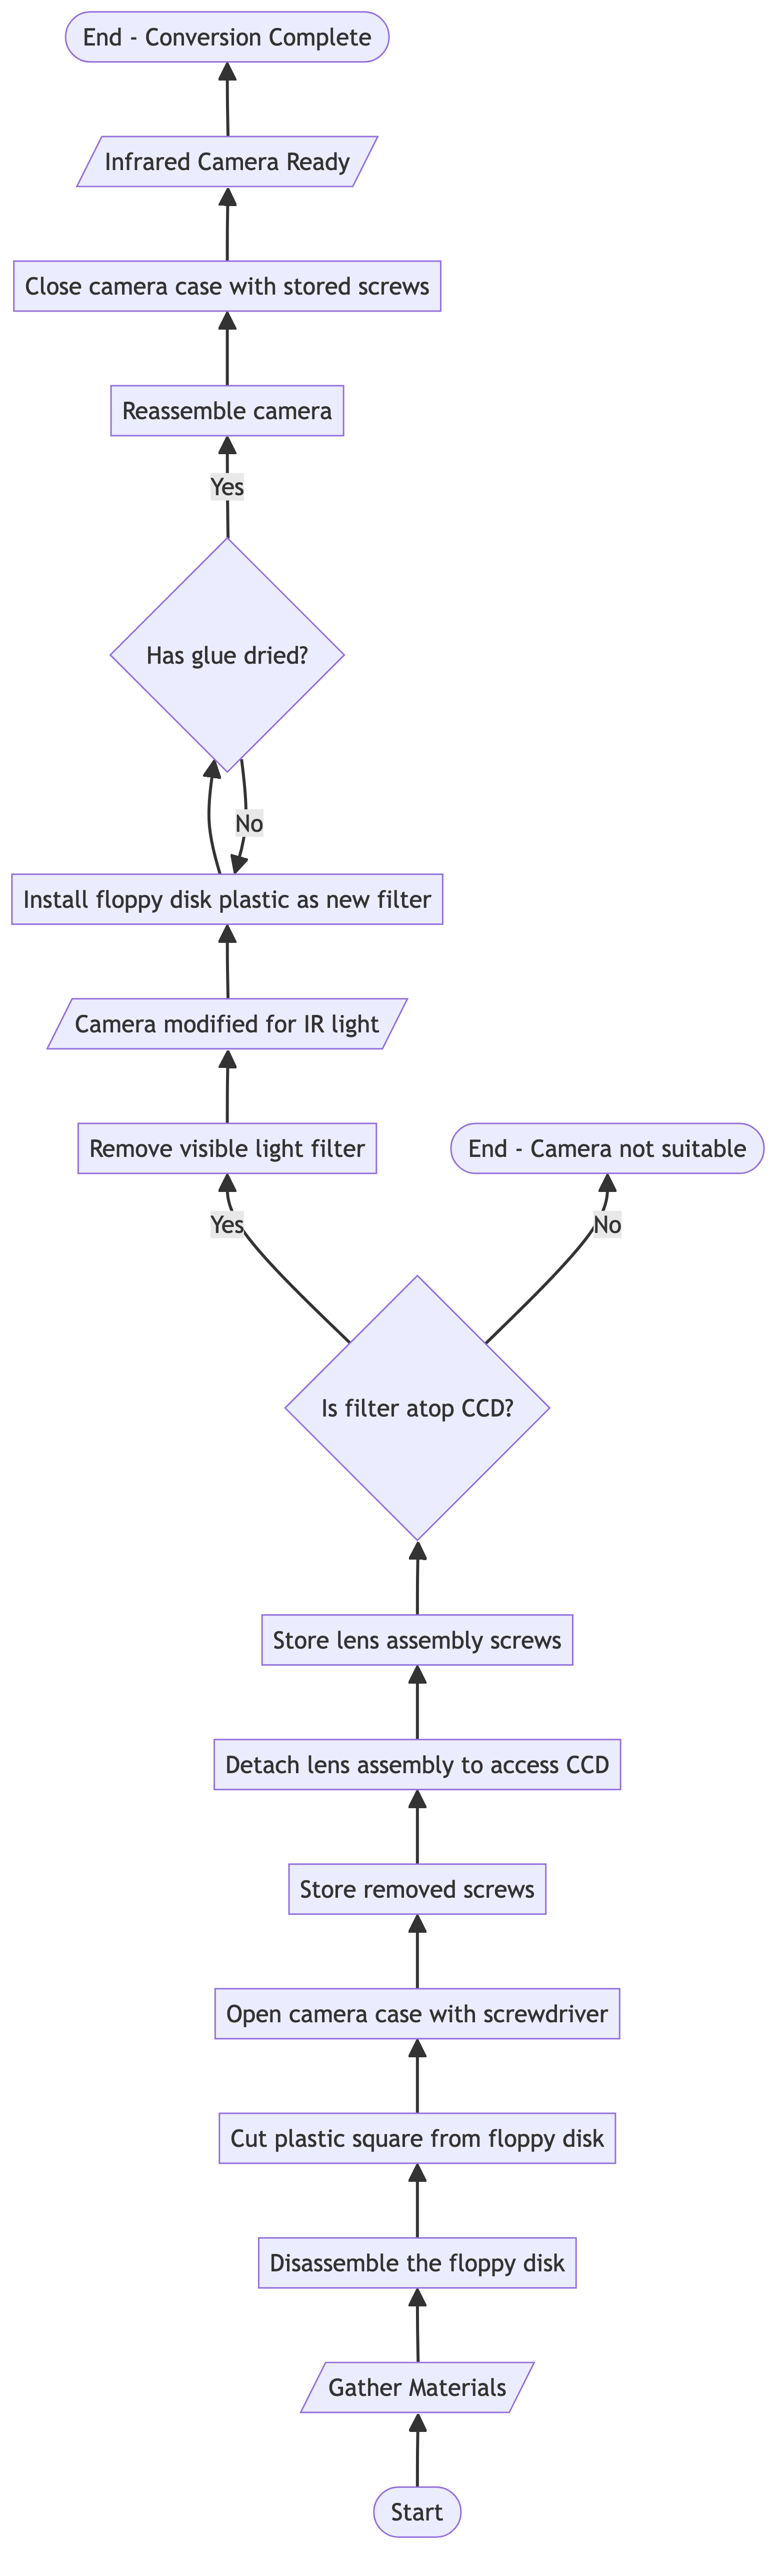 End - Conversion Complete
Infrared Camera Ready
Close camera case with stored screws
Reassemble camera
Yes
Has glue dried?
No
Install floppy disk plastic as new filter
Camera modified for IR light
Remove visible light filter
End - Camera not suitable
Yes
No
Is filter atop CCD?
Store lens assembly screws
Detach lens assembly to access CCD
Store removed screws
Open camera case with screwdriver
Cut plastic square from floppy disk
Disassemble the floppy disk
Gather Materials
Start